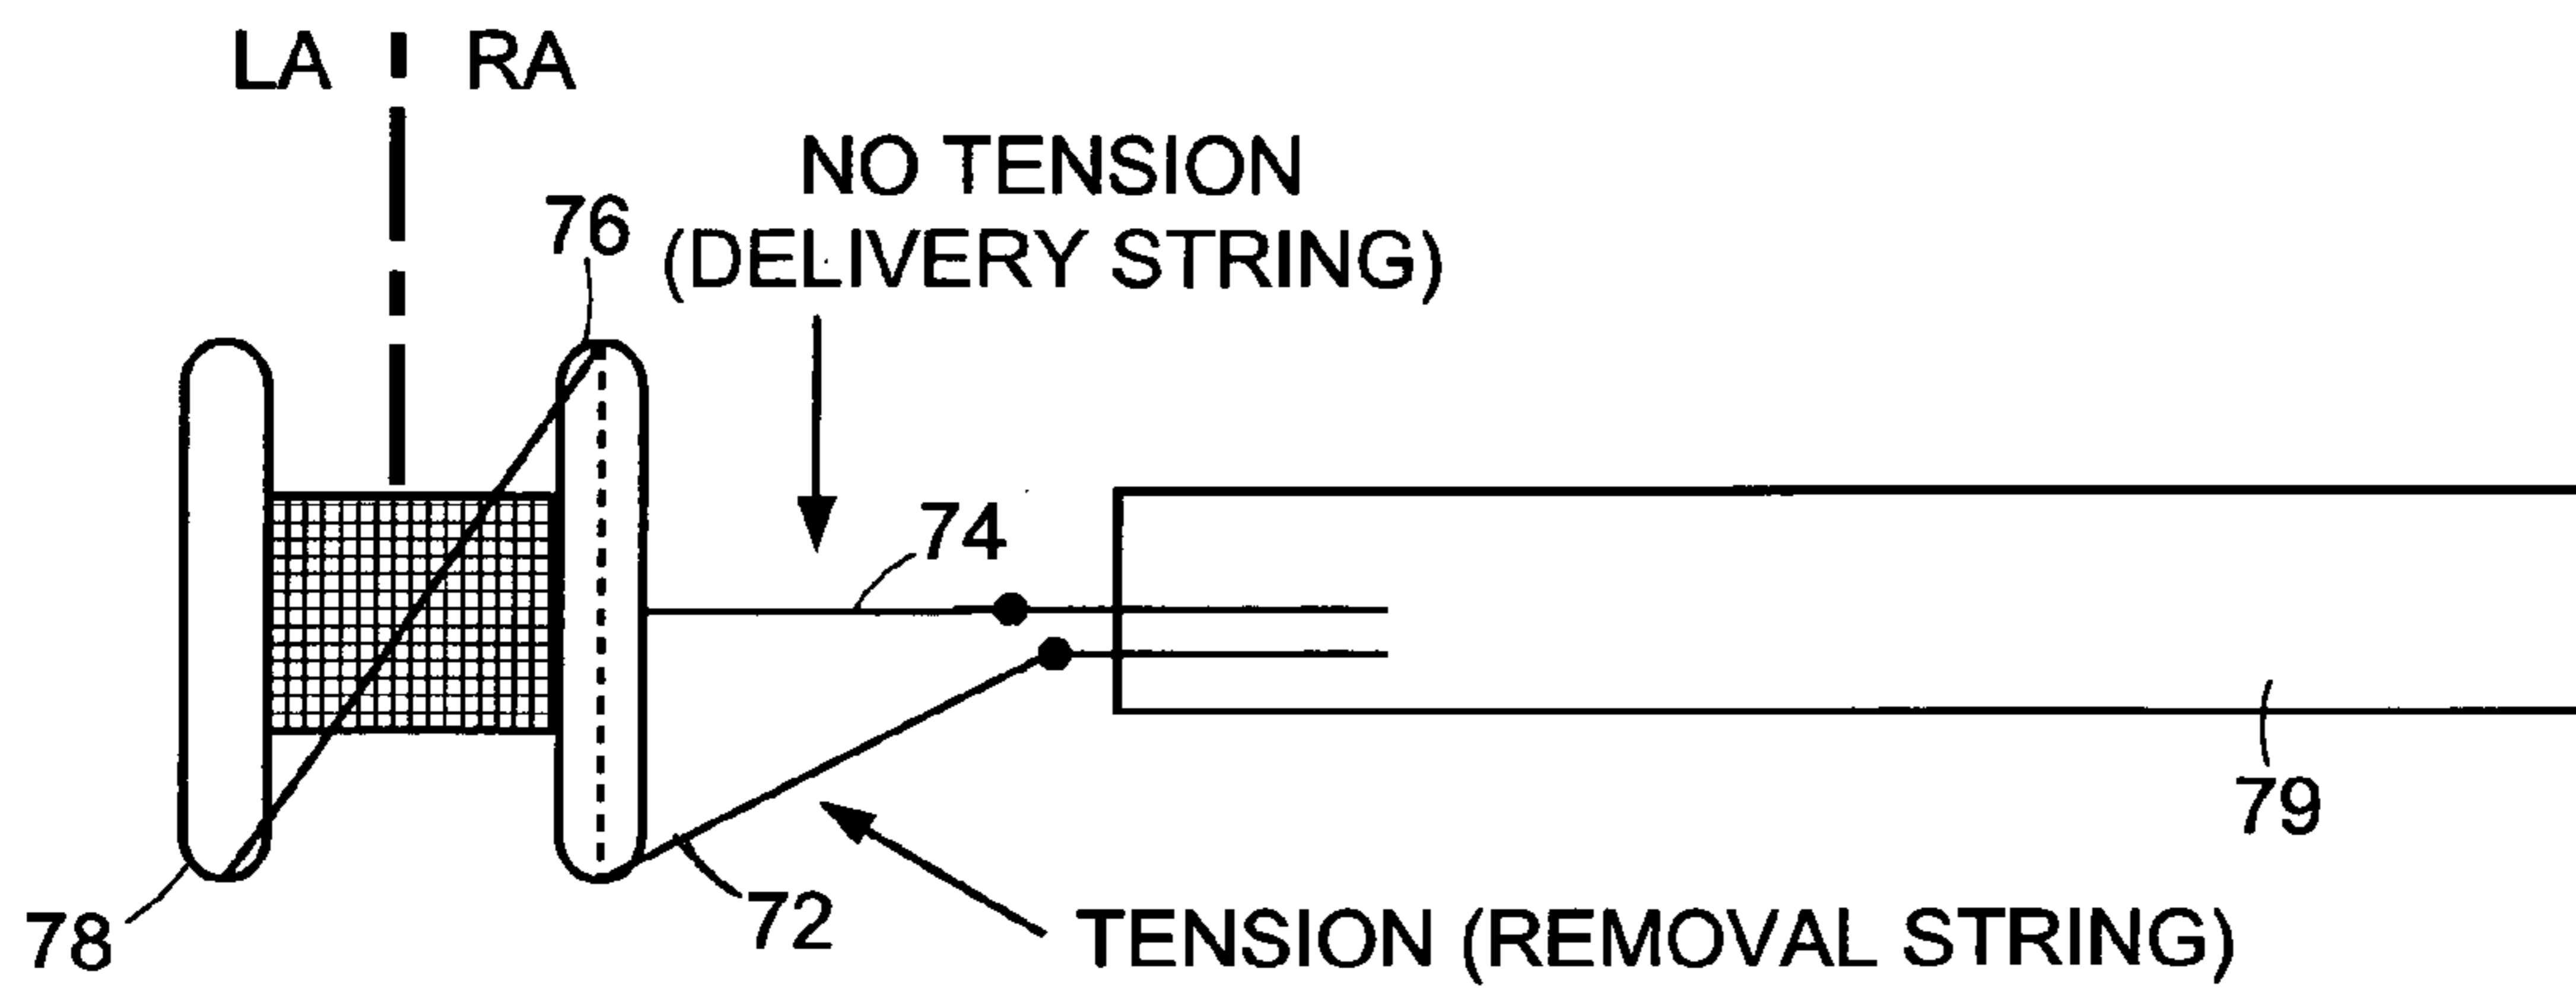 LA RA
NO TENSION
(DELIVERY STRING)
76
74
79
72
78
TENSION (REMOVAL STRING)